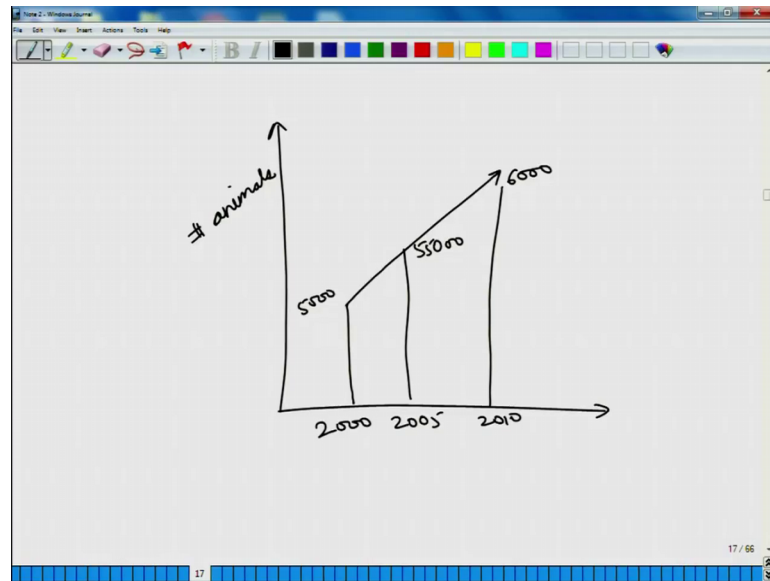 Note 2 - Windows Journal
File Edit View Insert Actions Tools Help
B I
# animals
6000
55000
5000
2000 2005 2010
17 / 66
17